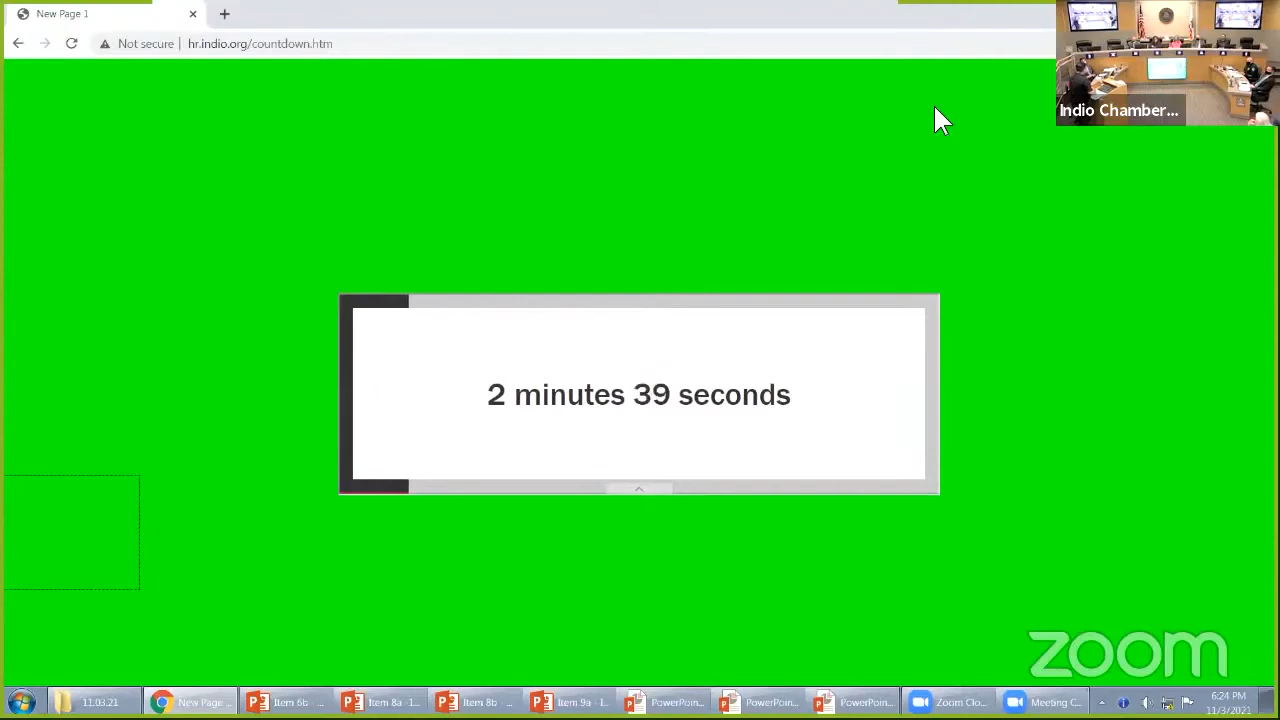 New Page 1
Not secure | hr.indio.org/countdown.htm
Indio Chamber...
2 minutes 39 seconds
zoom
11.03.21
New Page ...
Item 6b - ...
Item 8a -1...
Item 8b - ...
Item 9a - I...
PowerPoin...
PowerPoin...
PowerPoin...
Zoom Clo...
Meeting C...
6:24 PM
11/3/2021